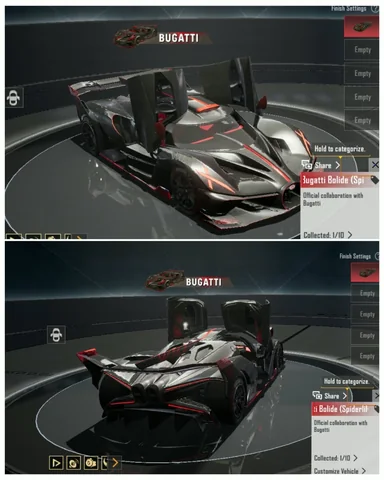 Finish Settings
BUGATTI
Empty
Empty
Empty
Empty
Hold to categorize.
Share
Bugatti Bolide (Spi
Official collaboration with
Bugatti
Collected: 1/10
Finish Settings
BUGATTI
Empty
Empty
Empty
Empty
Hold to categorize.
Share
Bolide (Spiderlil
Official collaboration with
Bugatti
Collected: 1/10
Customize Vehicle